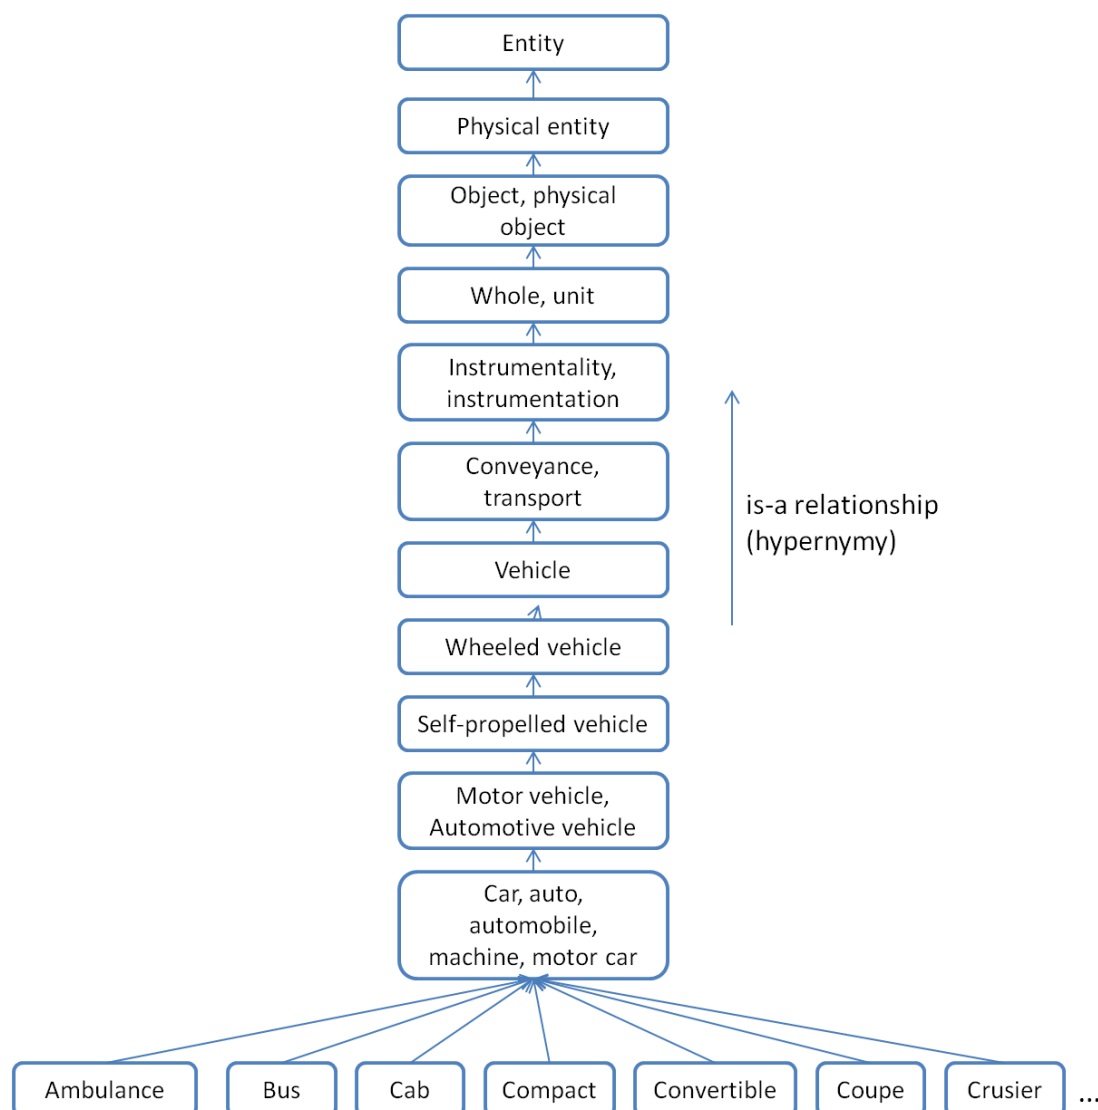 Entity
Physical entity
Object, physical
object
Whole, unit
Instrumentality,
instrumentation
Conveyance,
transport
is-a relationship
(hypernymy)
Vehicle
Wheeled vehicle
Self-propelled vehicle
Motor vehicle,
Automotive vehicle
Car, auto,
automobile,
machine, motor car
Ambulance
Bus
Cab
Compact
Convertible
Coupe
Crusier
...